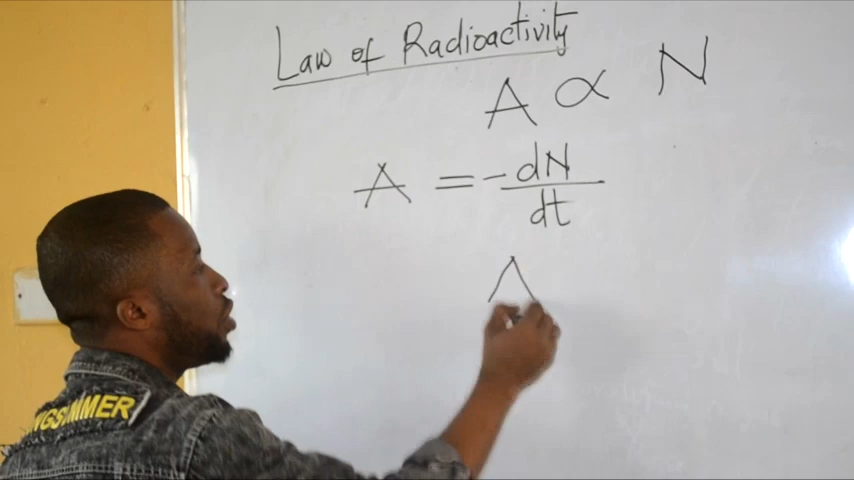 Law of Radioactivity
A ∝ N
A = -dN/dt
A